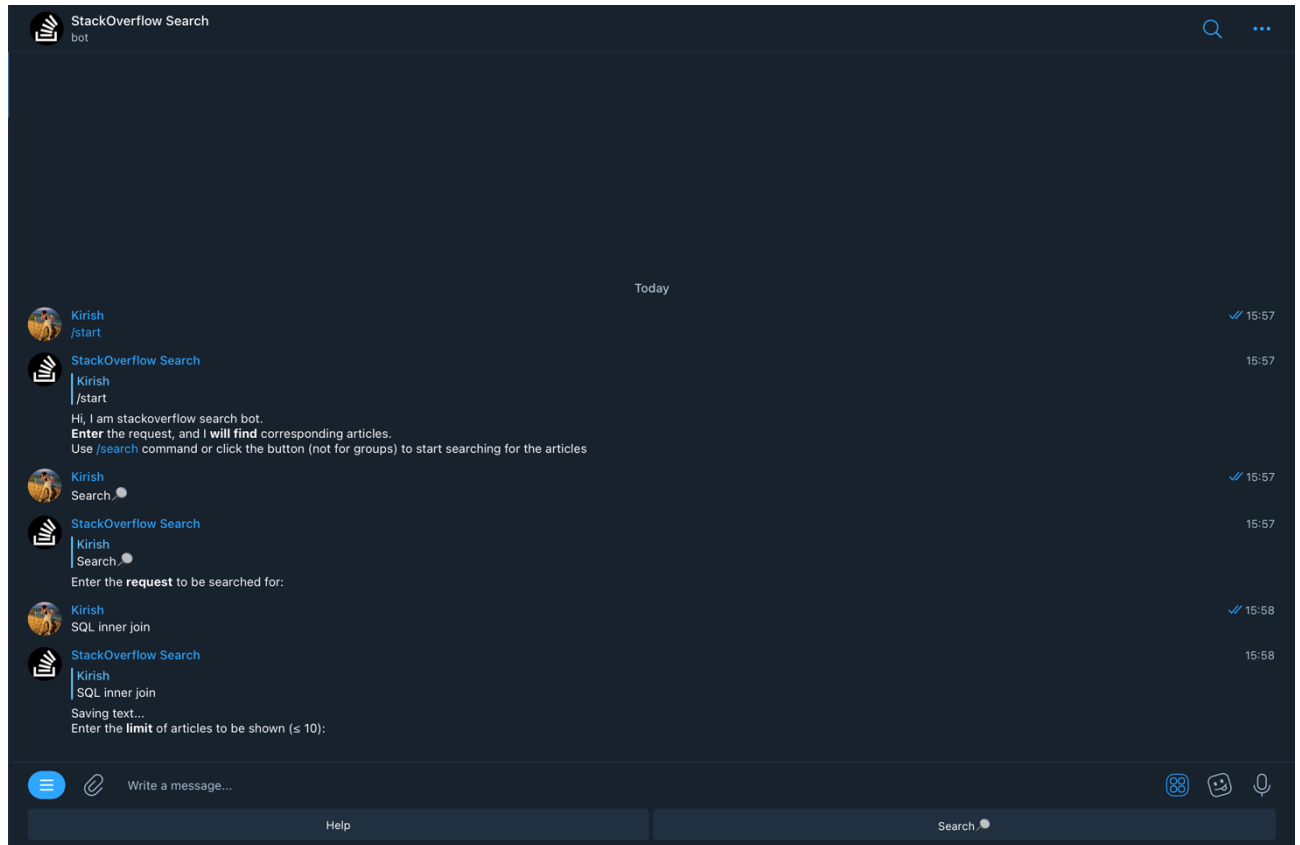 StackOverflow Search
bot
Today
Kirish
15:57
/start
StackOverflow Search
15:57
Kirish
/start
Hi, I am stackoverflow search bot.
Enter the request, and I will find corresponding articles.
Use /search command or click the button (not for groups) to start searching for the articles
Kirish
15:57
Search🔎
StackOverflow Search
15:57
Kirish
Search🔎
Enter the request to be searched for:
Kirish
15:58
SQL inner join
StackOverflow Search
15:58
Kirish
SQL inner join
Saving text...
Enter the limit of articles to be shown (≤ 10):
Write a message...
Help
Search🔎